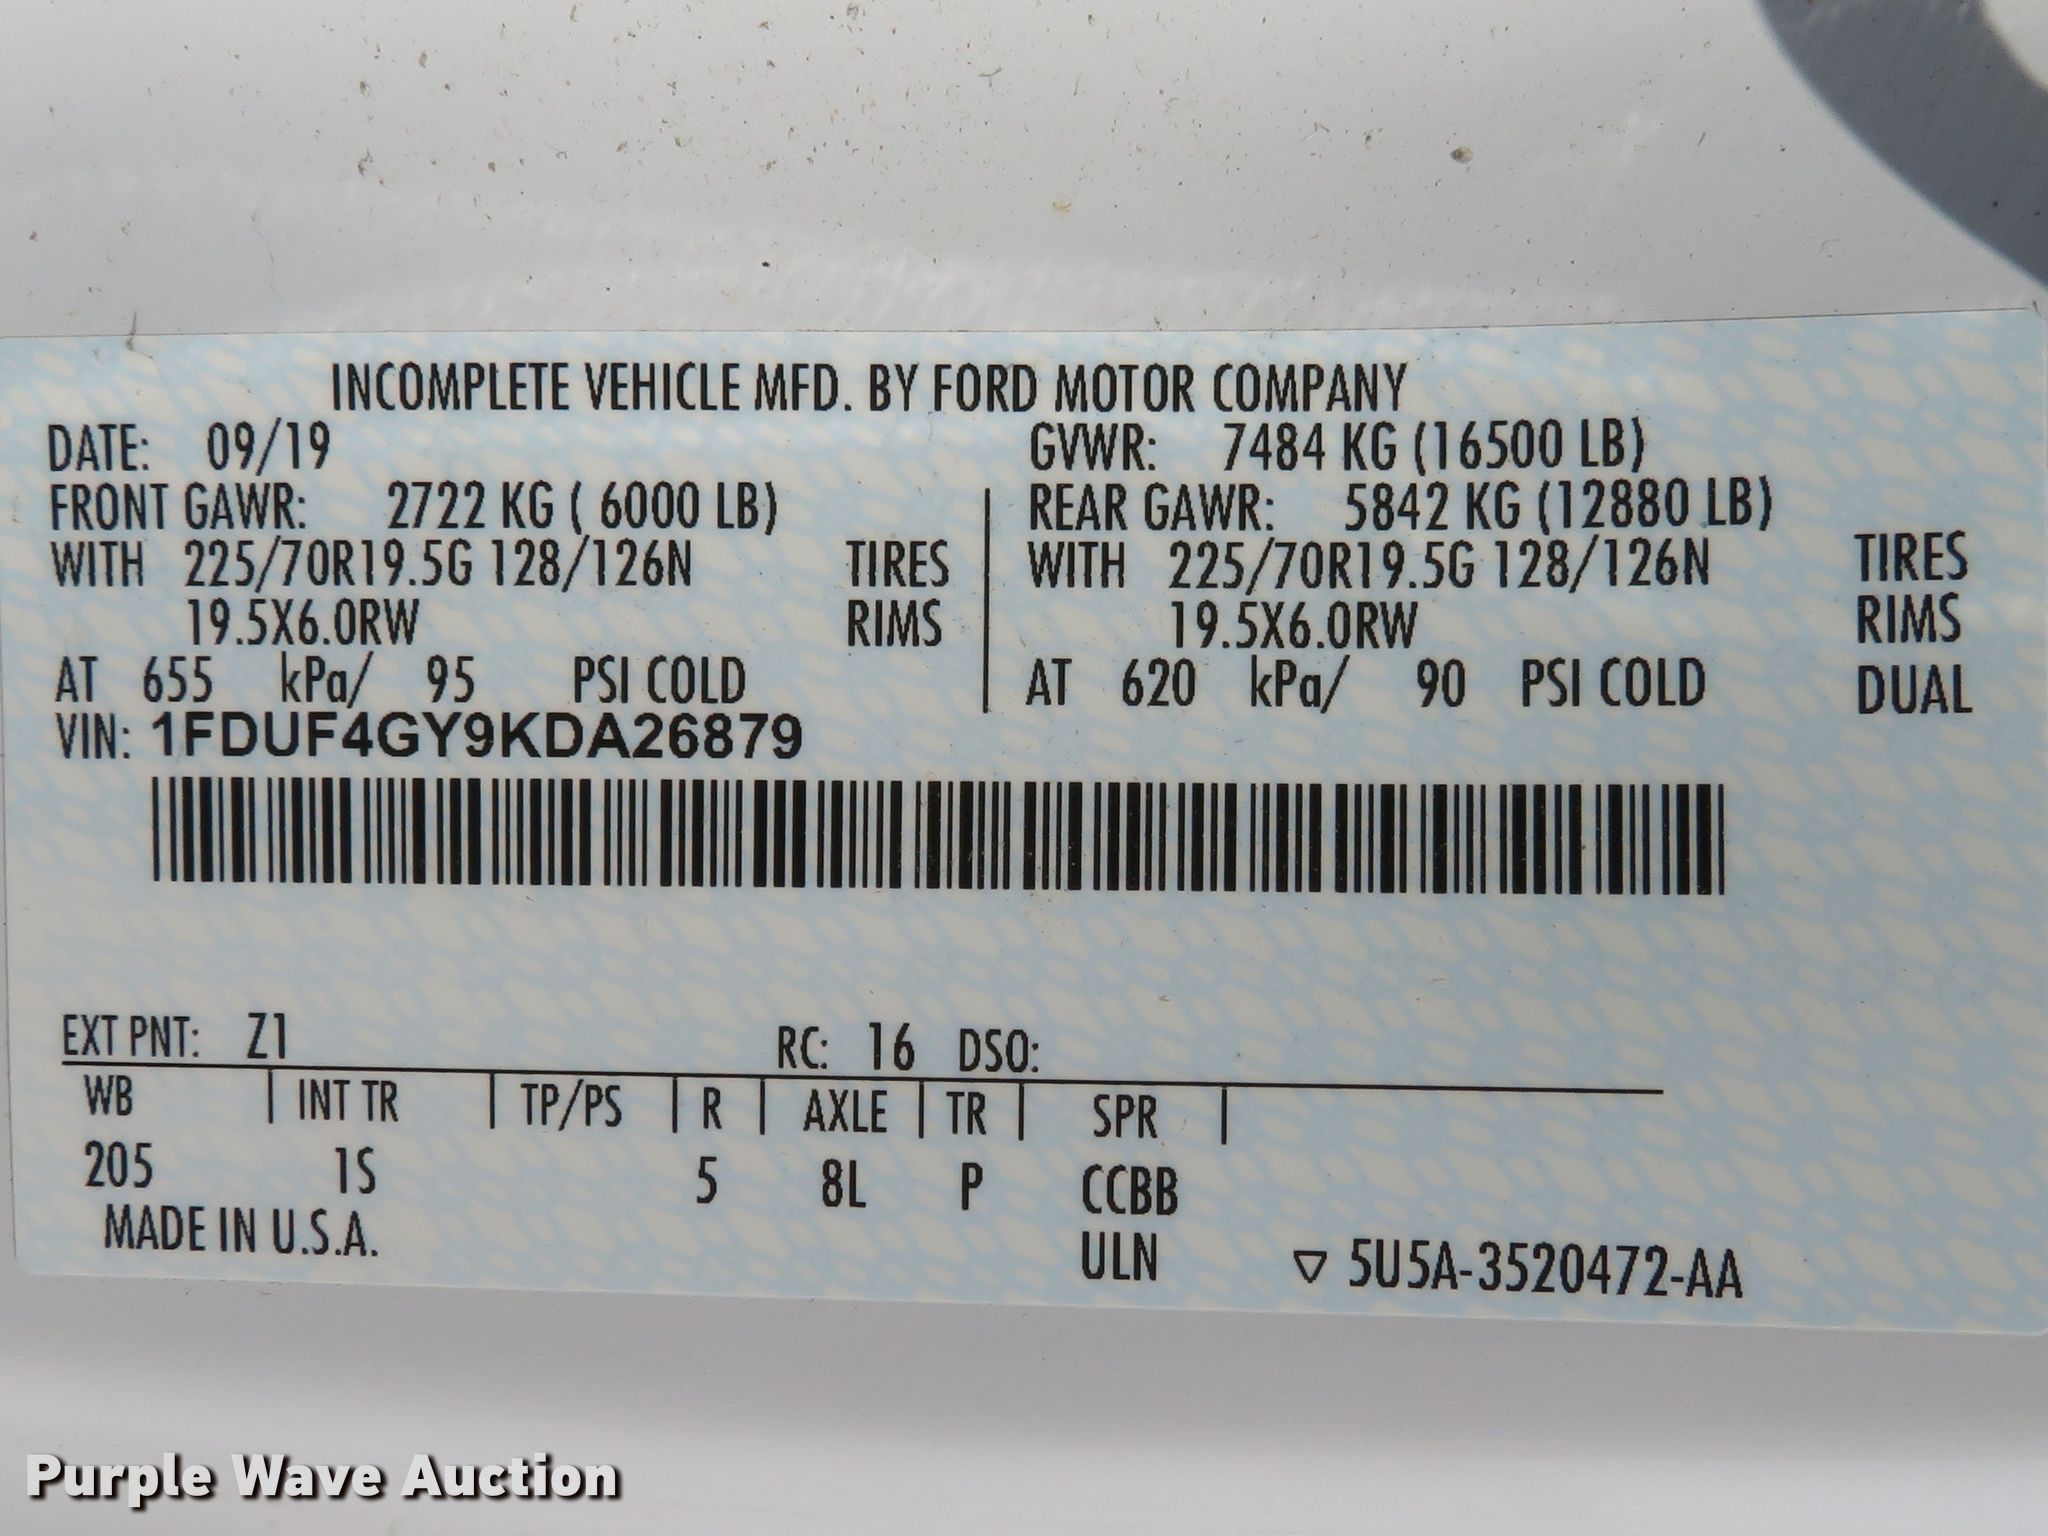 INCOMPLETE VEHICLE MFD. BY FORD MOTOR COMPANY
DATE: 09/19 GVWR: 7484 KG (16500 LB)
FRONT GAWR: 2722 KG ( 6000 LB) REAR GAWR: 5842 KG (12880 LB)
WITH 225/70R19.5G 128/126N TIRES WITH 225/70R19.5G 128/126N TIRES
19.5X6.0RW RIMS 19.5X6.0RW RIMS
AT 655 kPa/ 95 PSI COLD AT 620 kPa/ 90 PSI COLD DUAL
VIN: 1FDUF4GY9KDA26879
EXT PNT: Z1 RC: 16 DSO:
WB INT TR TP/PS R AXLE TR SPR
205 1S 5 8L P CCBB
MADE IN U.S.A. ULN ▽ 5U5A-3520472-AA
Purple Wave Auction